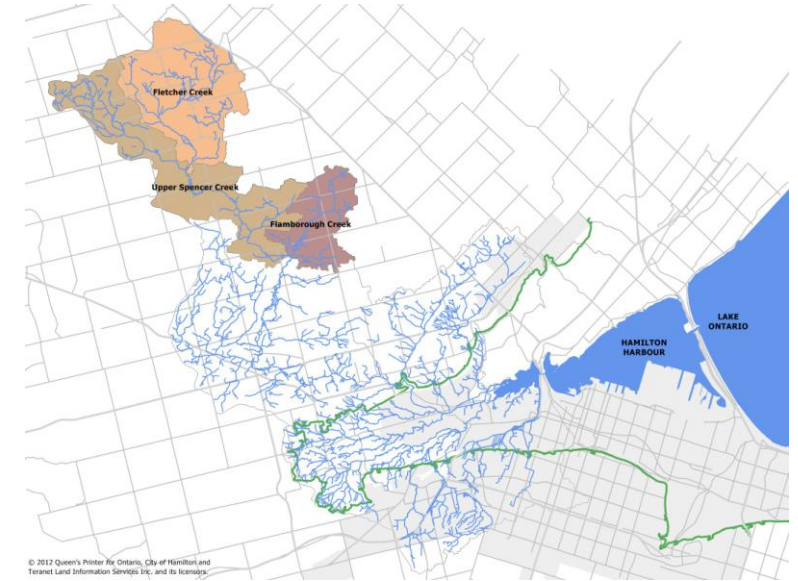 Fletcher Creek
Upper Spencer Creek
Flamborough Creek
LAKE
ONTARIO
HAMILTON
HARBOUR
© 2012 Queen's Printer for Ontario, City of Hamilton and
Teranet Land Information Services Inc. and its licensors.